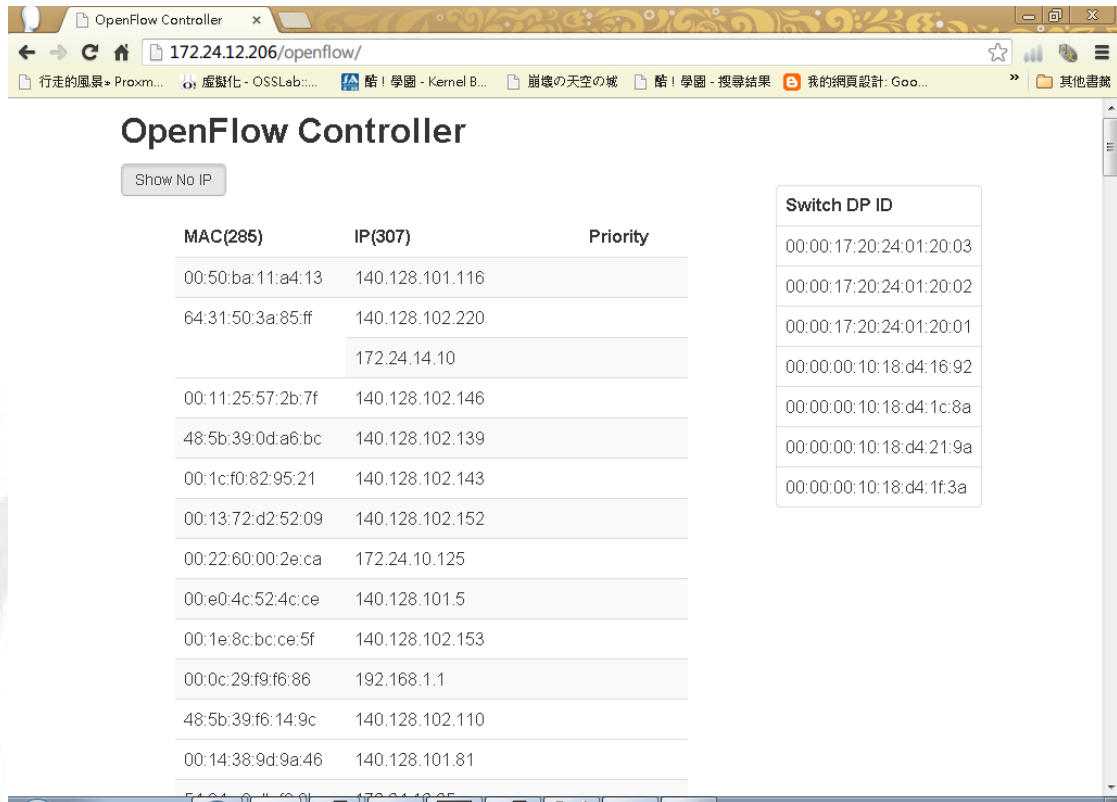 OpenFlow Controller
172.24.12.206/openflow/
行走的風景» Proxm...
虛擬化 - OSSLab::...
酷！學園 - Kernel B...
崩壊の天空の城
酷！學園 - 搜尋結果
我的網頁設計: Goo...
»
其他書籤
OpenFlow Controller
Show No IP
MAC(285) IP(307) Priority
00:50:ba:11:a4:13 140.128.101.116
64:31:50:3a:85:ff 140.128.102.220
172.24.14.10
00:11:25:57:2b:7f 140.128.102.146
48:5b:39:0d:a6:bc 140.128.102.139
00:1c:f0:82:95:21 140.128.102.143
00:13:72:d2:52:09 140.128.102.152
00:22:60:00:2e:ca 172.24.10.125
00:e0:4c:52:4c:ce 140.128.101.5
00:1e:8c:bc:ce:5f 140.128.102.153
00:0c:29:f9:f6:86 192.168.1.1
48:5b:39:f6:14:9c 140.128.102.110
00:14:38:9d:9a:46 140.128.101.81
Switch DP ID
00:00:17:20:24:01:20:03
00:00:17:20:24:01:20:02
00:00:17:20:24:01:20:01
00:00:00:10:18:d4:16:92
00:00:00:10:18:d4:1c:8a
00:00:00:10:18:d4:21:9a
00:00:00:10:18:d4:1f:3a